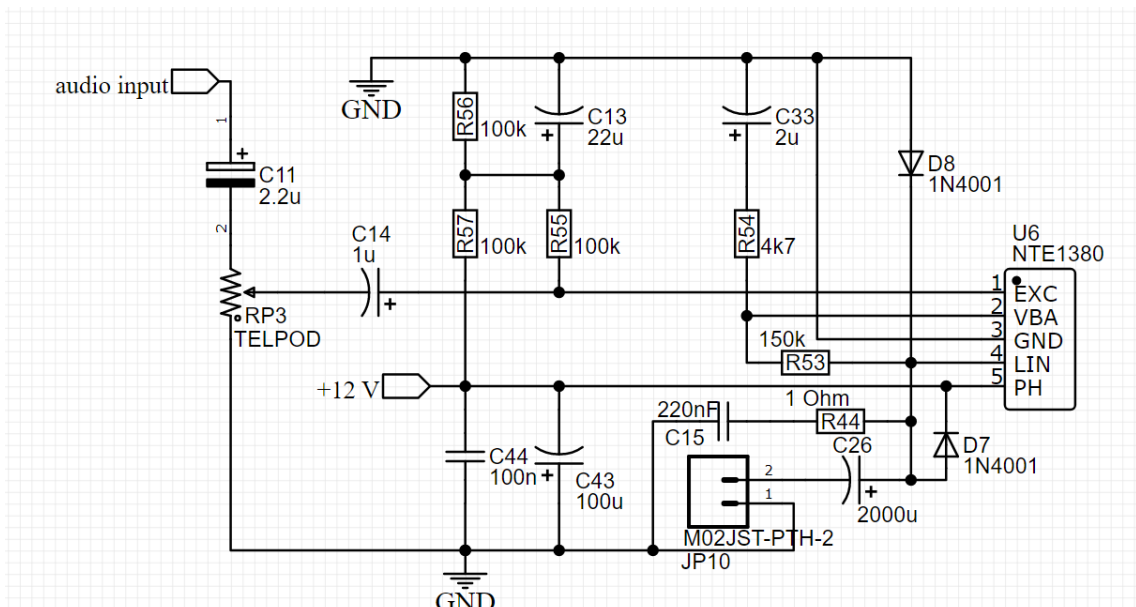 audio input
1
+
C11
2.2u
2
RP3
TELPOD
C14
1u
+
GND
R56
100k
C13
22u
+
R57
100k
R55
100k
C33
2u
+
R54
4k7
D8
1N4001
U6
NTE1380
1
EXC
2
VBA
3
GND
4
LIN
5
PH
150k
R53
+12 V
220nF
C15
1 Ohm
R44
C26
+
2000u
D7
1N4001
C44
100n
C43
+
100u
2
1
M02JST-PTH-2
JP10
GND